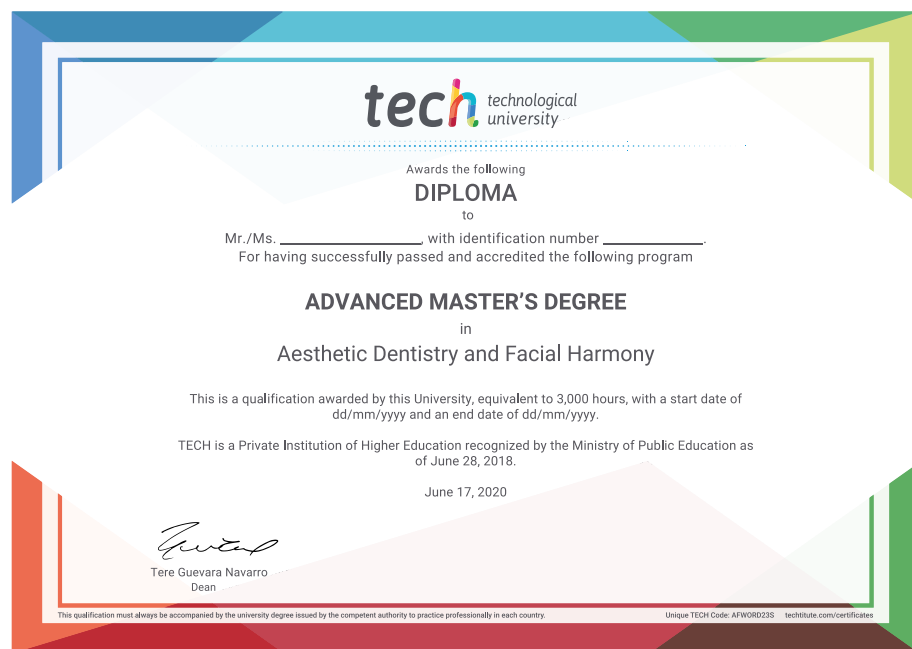 tech technological
university
Awards the following
DIPLOMA
to
Mr./Ms. ____________________, with identification number ______________.
For having successfully passed and accredited the following program
ADVANCED MASTER'S DEGREE
in
Aesthetic Dentistry and Facial Harmony
This is a qualification awarded by this University, equivalent to 3,000 hours, with a start date of
dd/mm/yyyy and an end date of dd/mm/yyyy.
TECH is a Private Institution of Higher Education recognized by the Ministry of Public Education as
of June 28, 2018.
June 17, 2020
Tere Guevara Navarro
Dean
This qualification must always be accompanied by the university degree issued by the competent authority to practice professionally in each country. Unique TECH Code: AFWORD23S techtitute.com/certificates